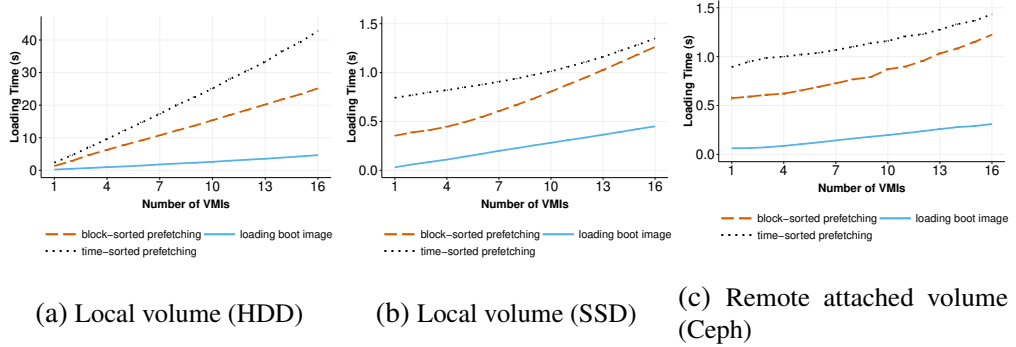 Loading Time (s)
40
30
20
10
0
1 4 7 10 13 16
Number of VMIs
block−sorted prefetching loading boot image
time−sorted prefetching
(a) Local volume (HDD)
Loading Time (s)
1.5
1.0
0.5
0.0
1 4 7 10 13 16
Number of VMIs
block−sorted prefetching loading boot image
time−sorted prefetching
(b) Local volume (SSD)
Loading Time (s)
1.5
1.0
0.5
0.0
1 4 7 10 13 16
Number of VMIs
block−sorted prefetching loading boot image
time−sorted prefetching
(c) Remote attached volume
(Ceph)